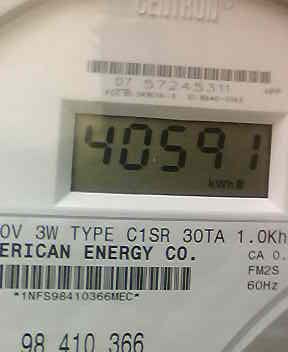 CENTRON
07 57245311
40591
kWh
0V 3W TYPE C1SR 30TA 1.0Kh
ERICAN ENERGY CO.
CA 0.
FM2S
60Hz
*1NFS98410366MEC*
98 410 366